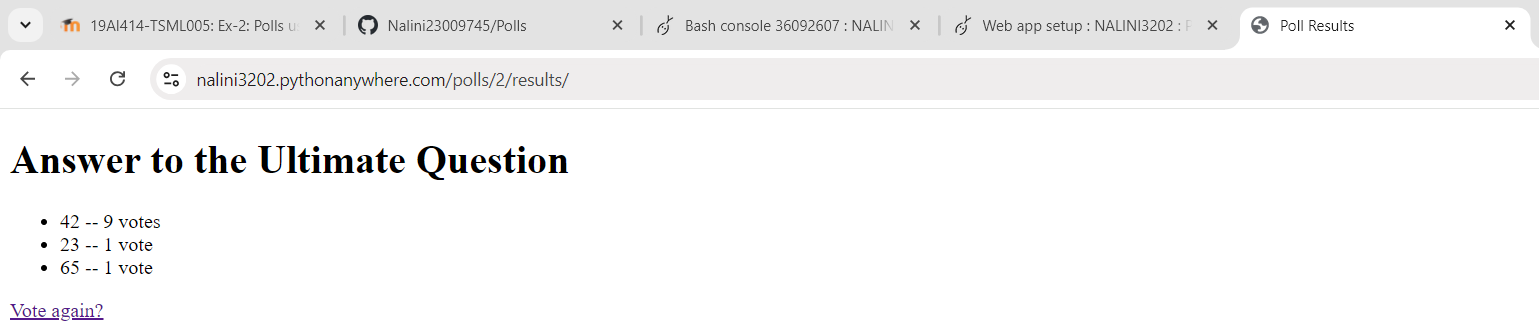 19AI414-TSML005: Ex-2: Polls u
Nalini23009745/Polls
Bash console 36092607 : NALIN
Web app setup : NALINI3202 : P
Poll Results
nalini3202.pythonanywhere.com/polls/2/results/
Answer to the Ultimate Question
42 -- 9 votes
23 -- 1 vote
65 -- 1 vote
Vote again?